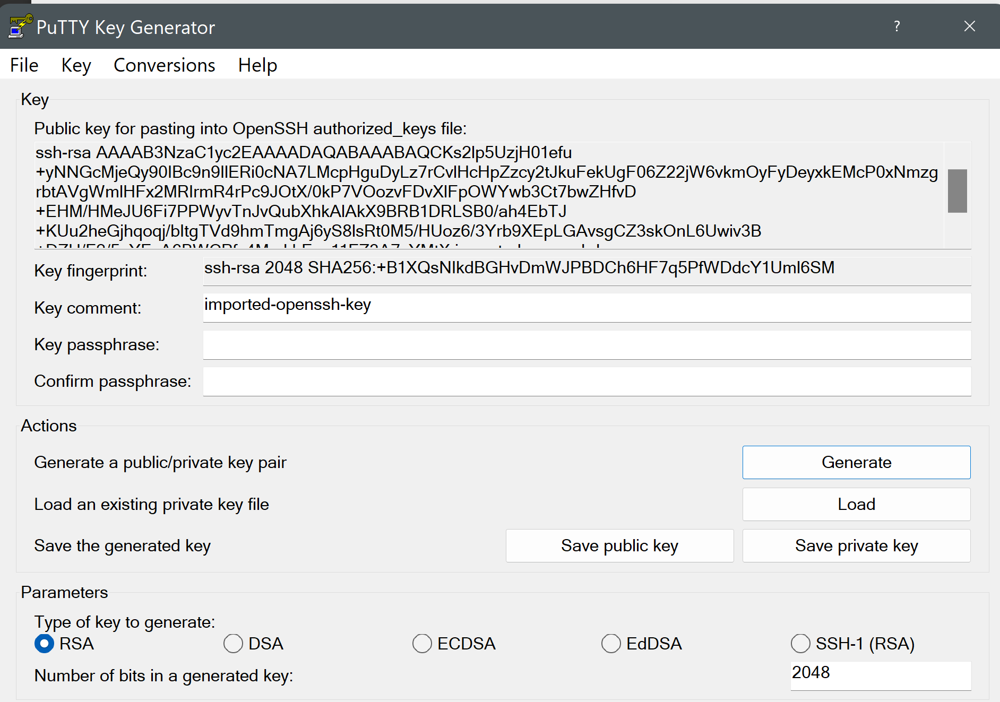 PuTTY Key Generator
?
File Key Conversions Help
Key
Public key for pasting into OpenSSH authorized_keys file:
ssh-rsa AAAAB3NzaC1yc2EAAAADAQABAAABAQCKs2lp5UzjH01efu
+yNNGcMjeQy90IBc9n9llERi0cNA7LMcpHguDyLz7rCvlHcHpZzcy2tJkuFekUgF06Z22jW6vkmOyFyDeyxkEMcP0xNmzg
rbtAVgWmlHFx2MRlrmR4rPc9JOtX/0kP7VOozvFDvXlFpOWYwb3Ct7bwZHfvD
+EHM/HMeJU6Fi7PPWyvTnJvQubXhkAlAkX9BRB1DRLSB0/ah4EbTJ
+KUu2heGjhqoqj/bltgTVd9hmTmgAj6yS8lsRt0M5/HUoz6/3Yrb9XEpLGAvsgCZ3skOnL6Uwiv3B
Key fingerprint: ssh-rsa 2048 SHA256:+B1XQsNlkdBGHvDmWJPBDCh6HF7q5PfWDdcY1Uml6SM
Key comment: imported-openssh-key
Key passphrase:
Confirm passphrase:
Actions
Generate a public/private key pair Generate
Load an existing private key file Load
Save the generated key Save public key Save private key
Parameters
Type of key to generate:
RSA DSA ECDSA EdDSA SSH-1 (RSA)
Number of bits in a generated key: 2048